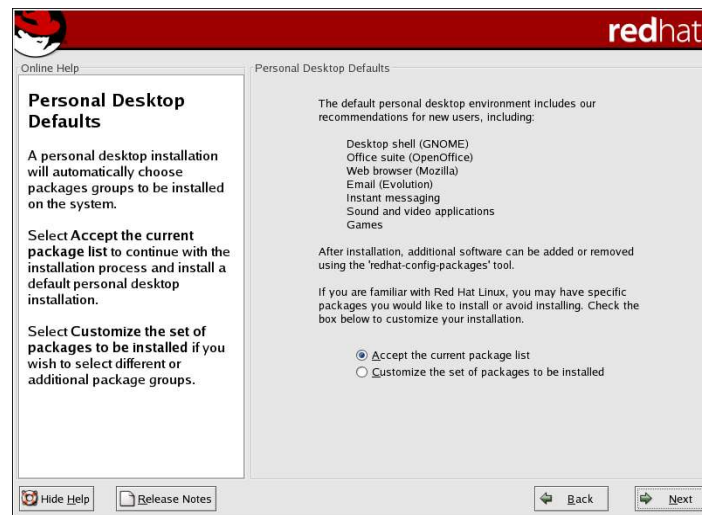 redhat
Online Help
Personal Desktop
Defaults
A personal desktop installation
will automatically choose
packages groups to be installed
on the system.
Select Accept the current
package list to continue with the
installation process and install a
default personal desktop
installation.
Select Customize the set of
packages to be installed if you
wish to select different or
additional package groups.
Personal Desktop Defaults
The default personal desktop environment includes our
recommendations for new users, including:
Desktop shell (GNOME)
Office suite (OpenOffice)
Web browser (Mozilla)
Email (Evolution)
Instant messaging
Sound and video applications
Games
After installation, additional software can be added or removed
using the 'redhat-config-packages' tool.
If you are familiar with Red Hat Linux, you may have specific
packages you would like to install or avoid installing. Check the
box below to customize your installation.
Accept the current package list
Customize the set of packages to be installed
Hide Help
Release Notes
Back
Next